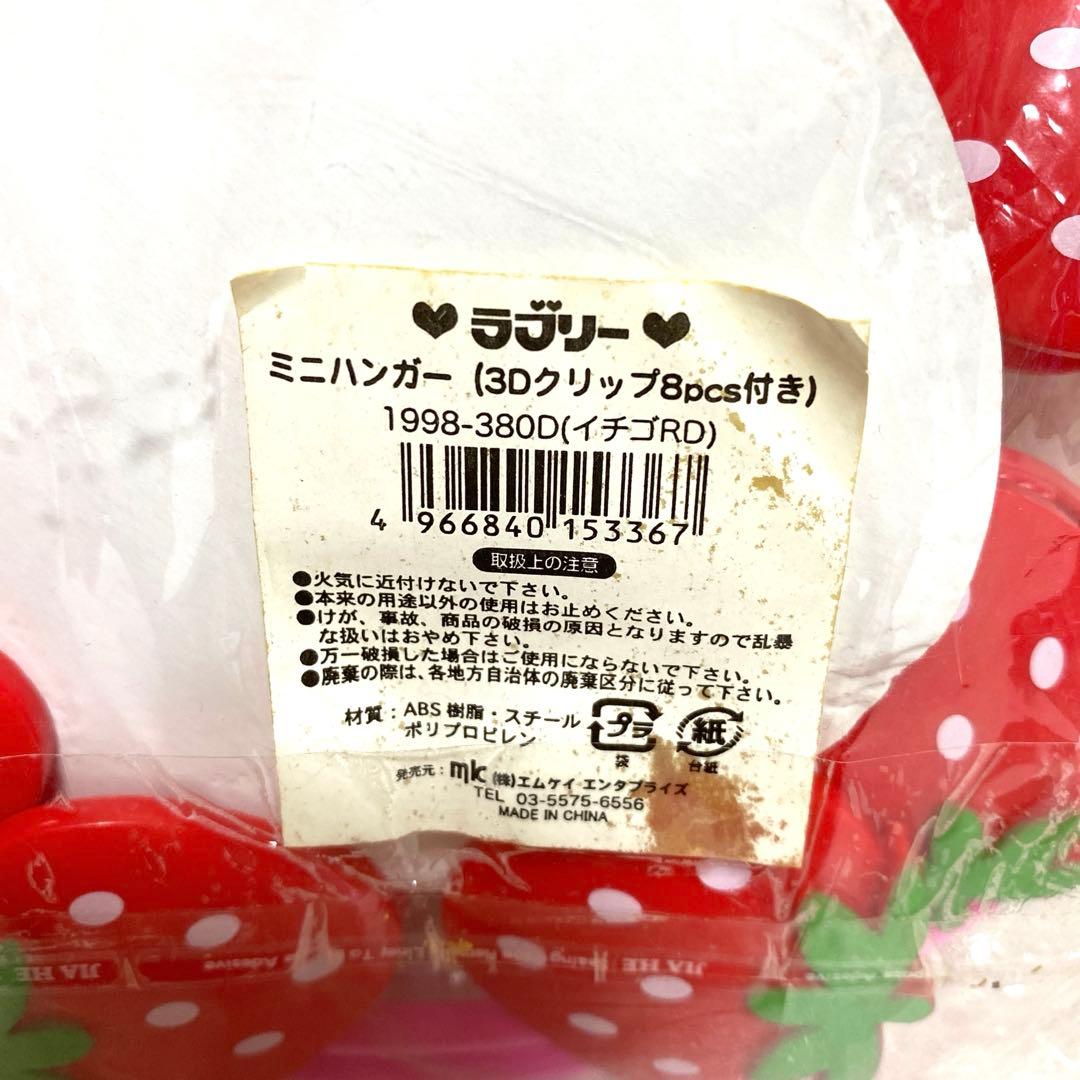 ♥ラブリー♥
ミニハンガー (3Dクリップ8pcs付き)
1998-380D(イチゴRD)
4 966840 153367
取扱上の注意
●火気に近付けないで下さい。
●本来の用途以外の使用はお止めください。
●けが、事故、商品の破損の原因となりますので乱暴
な扱いはおやめ下さい。
●万一破損した場合はご使用にならないで下さい。
●廃棄の際は、各地方自治体の廃棄区分に従って下さい。
材質：ABS樹脂・スチール
ポリプロピレン
プラ
袋
紙
台紙
発売元：mk (株)エムケイ エンタプライズ
TEL 03-5575-6556
MADE IN CHINA
JIA HE
JIA HE